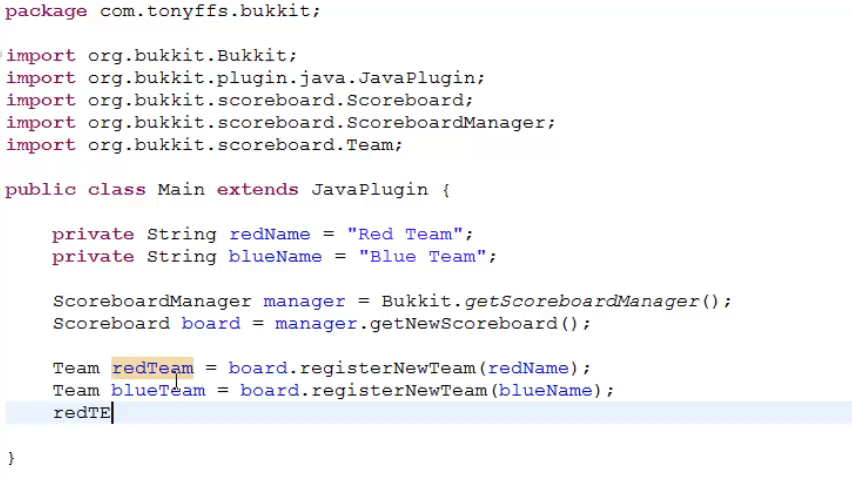 package com.tonyffs.bukkit;
import org.bukkit.Bukkit;
import org.bukkit.plugin.java.JavaPlugin;
import org.bukkit.scoreboard.Scoreboard;
import org.bukkit.scoreboard.ScoreboardManager;
import org.bukkit.scoreboard.Team;
public class Main extends JavaPlugin {
private String redName = "Red Team";
private String blueName = "Blue Team";
ScoreboardManager manager = Bukkit.getScoreboardManager();
Scoreboard board = manager.getNewScoreboard();
Team redTeam = board.registerNewTeam(redName);
Team blueTeam = board.registerNewTeam(blueName);
redTE
}